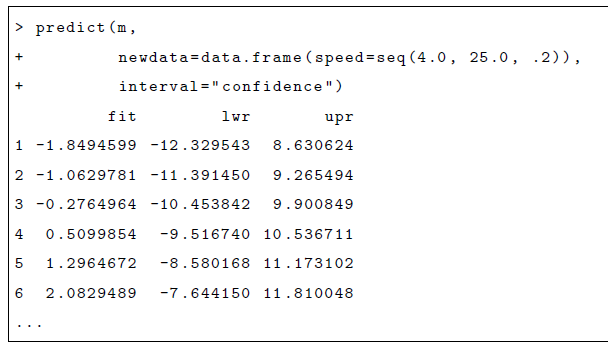 > predict(m,
+         newdata=data.frame(speed=seq(4.0, 25.0, .2)),
+         interval="confidence")
         fit        lwr       upr
1 -1.8494599 -12.329543  8.630624
2 -1.0629781 -11.391450  9.265494
3 -0.2764964 -10.453842  9.900849
4  0.5099854  -9.516740 10.536711
5  1.2964672  -8.580168 11.173102
6  2.0829489  -7.644150 11.810048
...